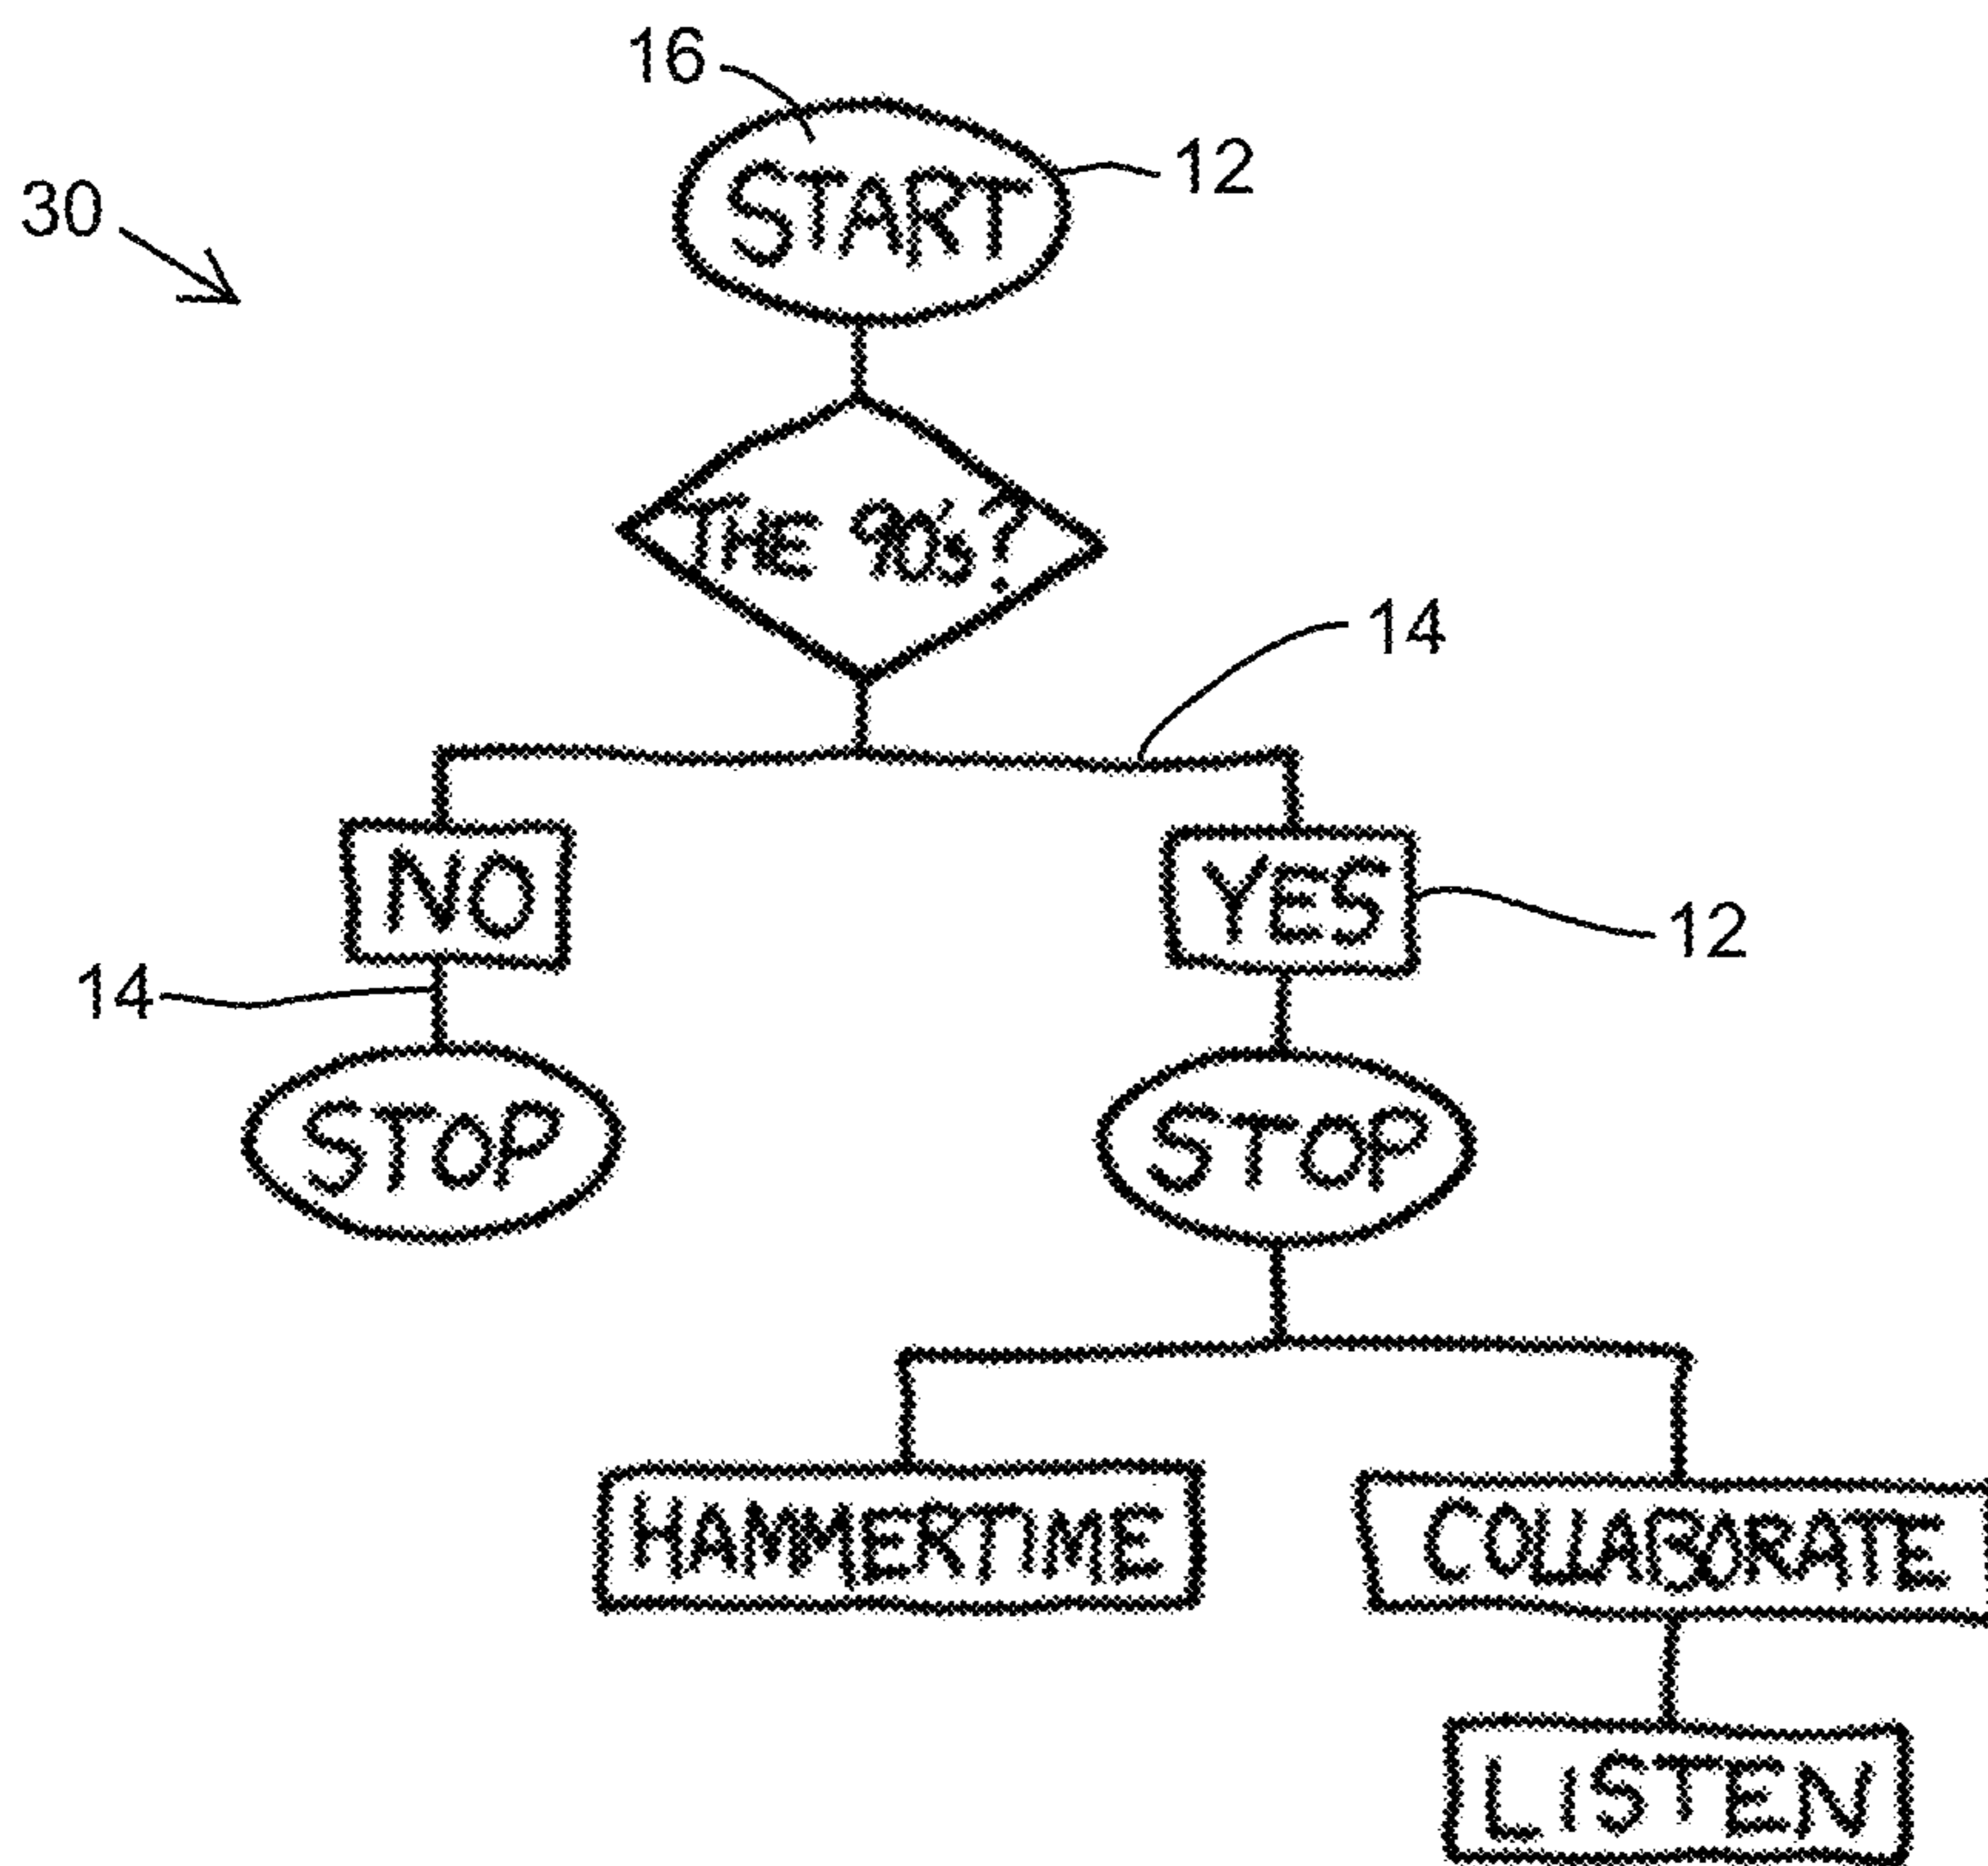 16
12
30
START
THE 90's?
14
NO
YES
12
14
STOP
STOP
HAMMERTIME
COLLABORATE
LISTEN